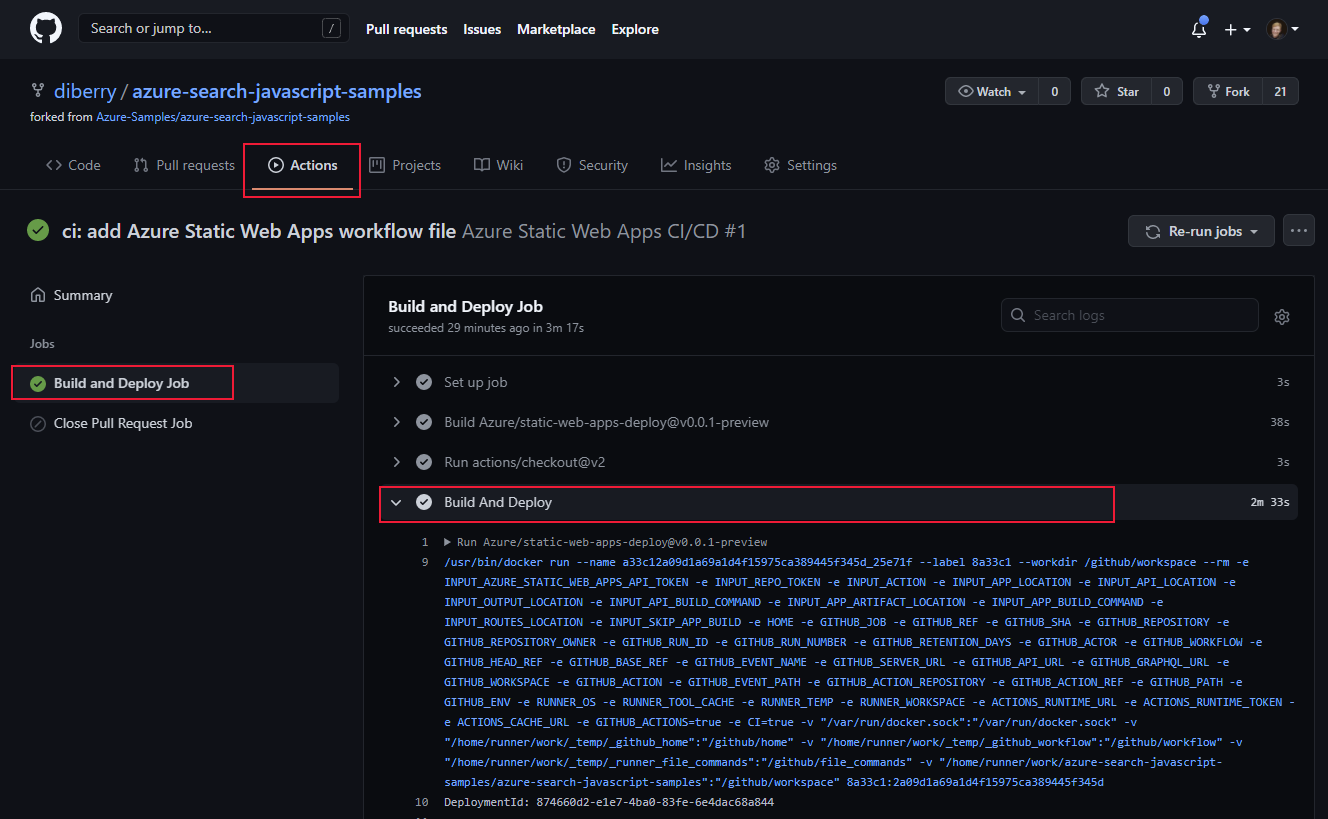 Search or jump to... /
Pull requests Issues Marketplace Explore
diberry / azure-search-javascript-samples
Watch 0 Star 0 Fork 21
forked from Azure-Samples/azure-search-javascript-samples
Code Pull requests Actions Projects Wiki Security Insights Settings
ci: add Azure Static Web Apps workflow file Azure Static Web Apps CI/CD #1
Re-run jobs ...
Summary
Jobs
Build and Deploy Job
Close Pull Request Job
Build and Deploy Job
succeeded 29 minutes ago in 3m 17s
Search logs
Set up job 3s
Build Azure/static-web-apps-deploy@v0.0.1-preview 38s
Run actions/checkout@v2 3s
Build And Deploy 2m 33s
1 Run Azure/static-web-apps-deploy@v0.0.1-preview
9 /usr/bin/docker run --name a33c12a09d1a69a1d4f15975ca389445f345d_25e71f --label 8a33c1 --workdir /github/workspace --rm -e
INPUT_AZURE_STATIC_WEB_APPS_API_TOKEN -e INPUT_REPO_TOKEN -e INPUT_ACTION -e INPUT_APP_LOCATION -e INPUT_API_LOCATION -e
INPUT_OUTPUT_LOCATION -e INPUT_API_BUILD_COMMAND -e INPUT_APP_ARTIFACT_LOCATION -e INPUT_APP_BUILD_COMMAND -e
INPUT_ROUTES_LOCATION -e INPUT_SKIP_APP_BUILD -e HOME -e GITHUB_JOB -e GITHUB_REF -e GITHUB_SHA -e GITHUB_REPOSITORY -e
GITHUB_REPOSITORY_OWNER -e GITHUB_RUN_ID -e GITHUB_RUN_NUMBER -e GITHUB_RETENTION_DAYS -e GITHUB_ACTOR -e GITHUB_WORKFLOW -e
GITHUB_HEAD_REF -e GITHUB_BASE_REF -e GITHUB_EVENT_NAME -e GITHUB_SERVER_URL -e GITHUB_API_URL -e GITHUB_GRAPHQL_URL -e
GITHUB_WORKSPACE -e GITHUB_ACTION -e GITHUB_EVENT_PATH -e GITHUB_ACTION_REPOSITORY -e GITHUB_ACTION_REF -e GITHUB_PATH -e
GITHUB_ENV -e RUNNER_OS -e RUNNER_TOOL_CACHE -e RUNNER_TEMP -e RUNNER_WORKSPACE -e ACTIONS_RUNTIME_URL -e ACTIONS_RUNTIME_TOKEN -
e ACTIONS_CACHE_URL -e GITHUB_ACTIONS=true -e CI=true -v "/var/run/docker.sock":"/var/run/docker.sock" -v
"/home/runner/work/_temp/_github_home":"/github/home" -v "/home/runner/work/_temp/_github_workflow":"/github/workflow" -v
"/home/runner/work/_temp/_runner_file_commands":"/github/file_commands" -v "/home/runner/work/azure-search-javascript-
samples/azure-search-javascript-samples":"/github/workspace" 8a33c1:2a09d1a69a1d4f15975ca389445f345d
10 DeploymentId: 874660d2-e1e7-4ba0-83fe-6e4dac68a844